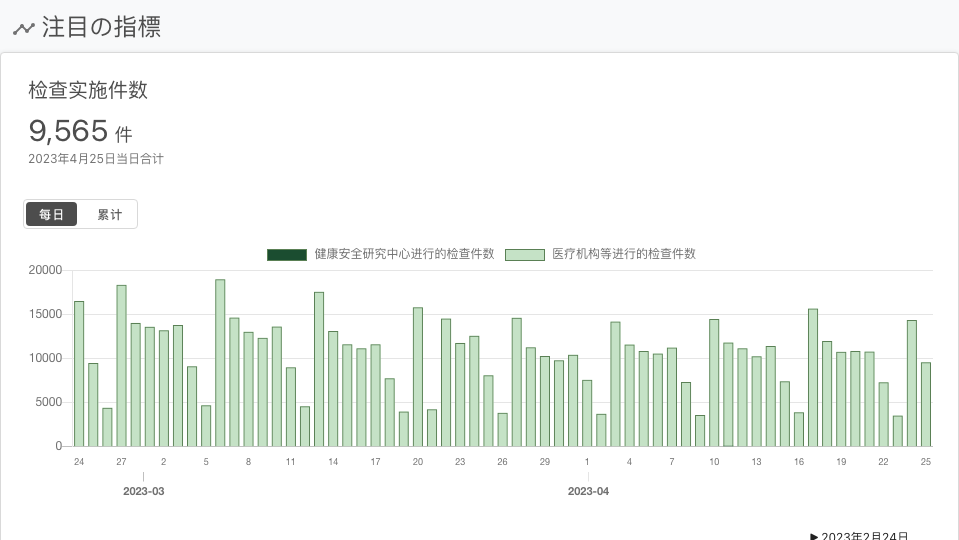 注目の指標
检查实施件数
9,565 件
2023年4月25日当日合计
每日 累计
健康安全研究中心进行的检查件数 医疗机构等进行的检查件数
20000
15000
10000
5000
0
24 27 2 5 8 11 14 17 20 23 26 29 1 4 7 10 13 16 19 22 25
2023-03 2023-04
▶ 2023年2月24日